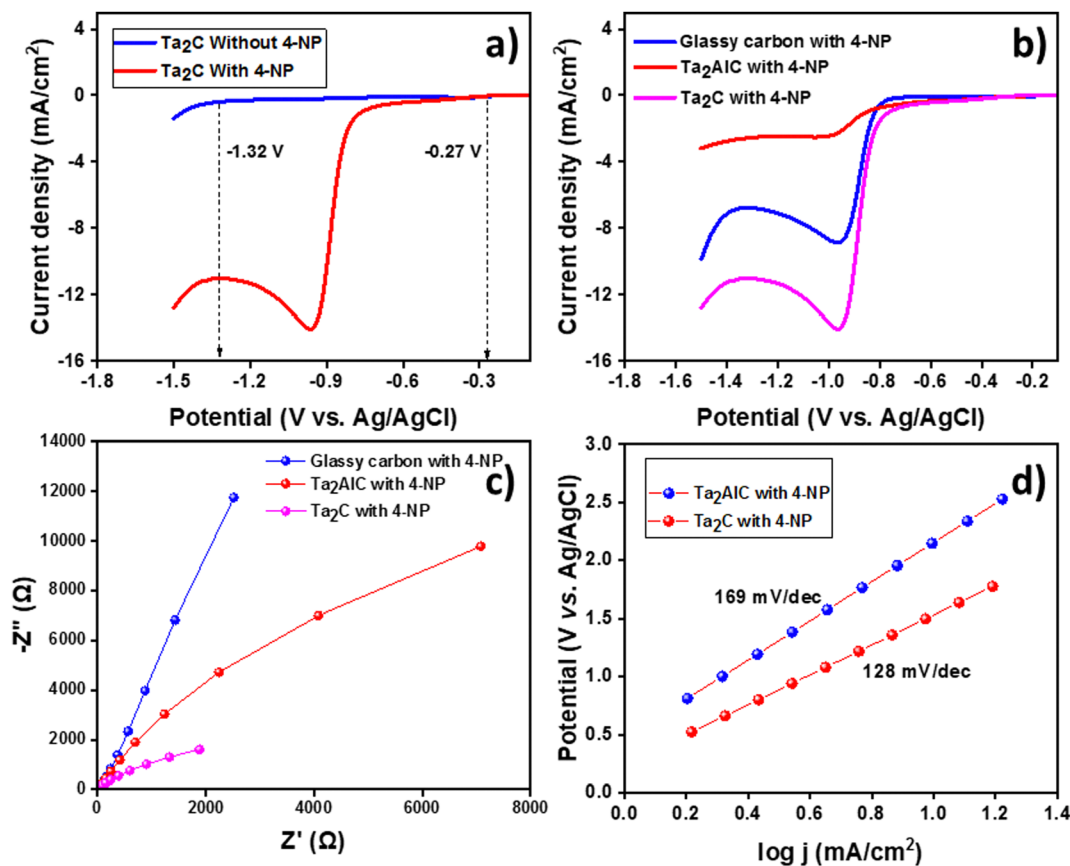 a)
Ta2C Without 4-NP
Ta2C With 4-NP
-1.32 V
-0.27 V
Current density (mA/cm2)
0
-4
-8
-12
-16
-1.8
-1.5
-1.2
-0.9
-0.6
-0.3
Potential (V vs. Ag/AgCl)
b)
Glassy carbon with 4-NP
Ta2AlC with 4-NP
Ta2C with 4-NP
Current density (mA/cm2)
0
-4
-8
-12
-16
-1.8
-1.6
-1.4
-1.2
-1.0
-0.8
-0.6
-0.4
-0.2
Potential (V vs. Ag/AgCl)
c)
Glassy carbon with 4-NP
Ta2AlC with 4-NP
Ta2C with 4-NP
-Z" (Ω)
14000
12000
10000
8000
6000
4000
2000
0
0
2000
4000
6000
8000
Z' (Ω)
d)
Ta2AlC with 4-NP
Ta2C with 4-NP
169 mV/dec
128 mV/dec
Potential (V vs. Ag/AgCl)
3.0
2.5
2.0
1.5
1.0
0.5
0.0
0.0
0.2
0.4
0.6
0.8
1.0
1.2
1.4
log j (mA/cm2)